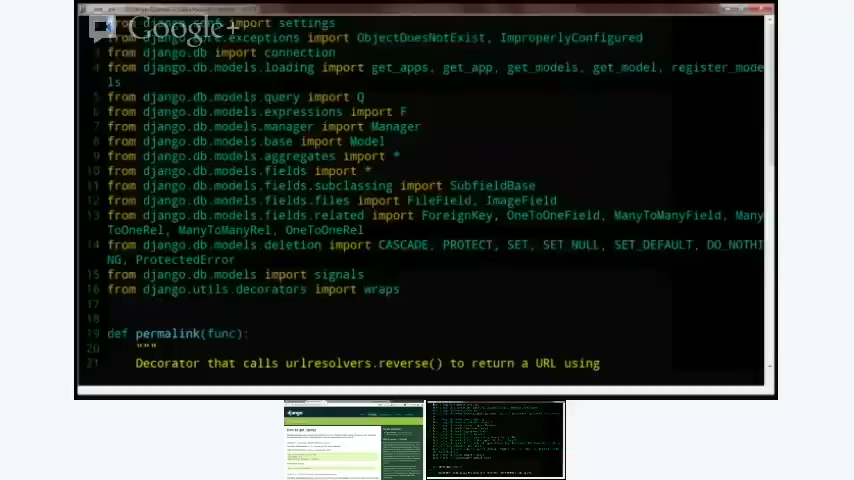 from django.conf import settings
Google+
exceptions import ObjectDoesNotExist, ImproperlyConfigured
3 from django.db import connection
4 from django.db.models.loading import get_apps, get_app, get_models, get_model, register_mode
ls
5 from django.db.models.query import Q
6 from django.db.models.expressions import F
7 from django.db.models.manager import Manager
8 from django.db.models.base import Model
9 from django.db.models.aggregates import *
10 from django.db.models.fields import *
11 from django.db.models.fields.subclassing import SubfieldBase
12 from django.db.models.fields.files import FileField, ImageField
13 from django.db.models.fields.related import ForeignKey, OneToOneField, ManyToManyField, Many
ToOneRel, ManyToManyRel, OneToOneRel
14 from django.db.models.deletion import CASCADE, PROTECT, SET, SET_NULL, SET_DEFAULT, DO_NOTHI
NG, ProtectedError
15 from django.db.models import signals
16 from django.utils.decorators import wraps
17
18
19 def permalink(func):
20 """
21 Decorator that calls urlresolvers.reverse() to return a URL using
django